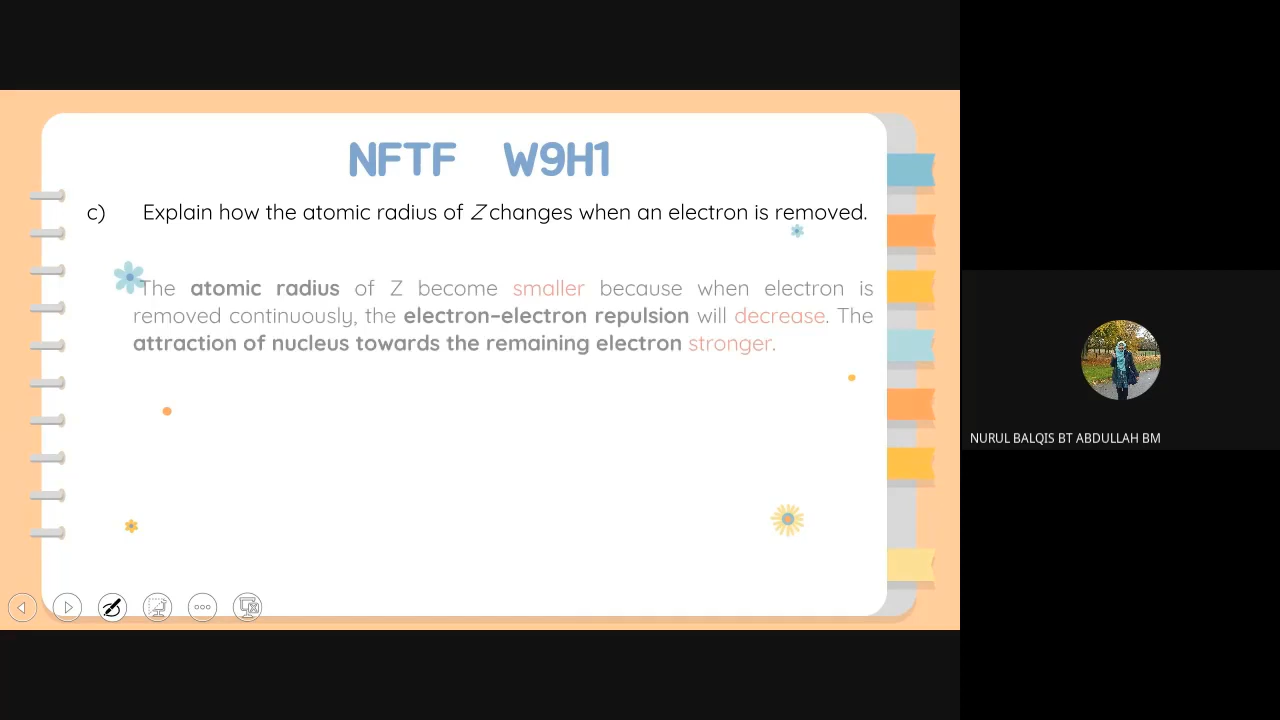 NFTF W9H1
c) Explain how the atomic radius of Z changes when an electron is removed.
The atomic radius of Z become smaller because when electron is
removed continuously, the electron-electron repulsion will decrease. The
attraction of nucleus towards the remaining electron stronger.
NURUL BALQIS BT ABDULLAH BM